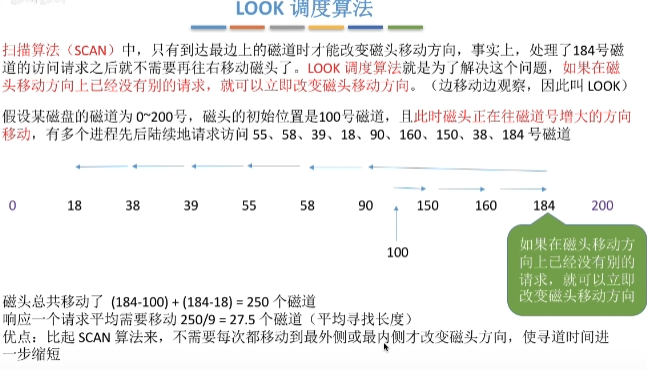 LOOK 调度算法
扫描算法（SCAN）中，只有到达最边上的磁道时才能改变磁头移动方向，事实上，处理了184号磁
道的访问请求之后就不需要再往右移动磁头了。LOOK 调度算法就是为了解决这个问题，如果在磁
头移动方向上已经没有别的请求，就可以立即改变磁头移动方向。（边移动边观察，因此叫 LOOK）
假设某磁盘的磁道为 0~200号，磁头的初始位置是100号磁道，且此时磁头正在往磁道号增大的方向
移动，有多个进程先后陆续地请求访问 55、58、39、18、90、160、150、38、184 号磁道
0 18 38 39 55 58 90 150 160 184 200
100
如果在磁头移动方
向上已经没有别的
请求，就可以立即
改变磁头移动方向
磁头总共移动了 (184-100) + (184-18) = 250 个磁道
响应一个请求平均需要移动 250/9 = 27.5 个磁道（平均寻找长度）
优点：比起 SCAN 算法来，不需要每次都移动到最外侧或最内侧才改变磁头方向，使寻道时间进
一步缩短